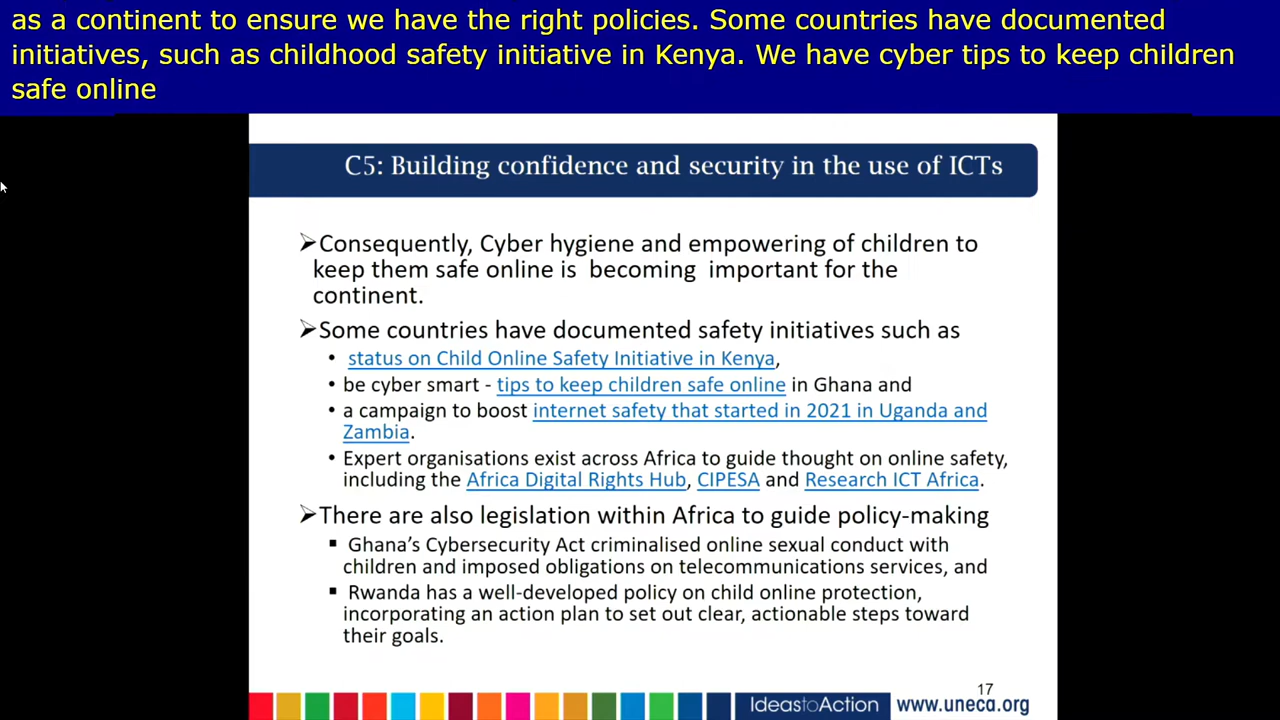 as a continent to ensure we have the right policies. Some countries have documented
initiatives, such as childhood safety initiative in Kenya. We have cyber tips to keep children
safe online
C5: Building confidence and security in the use of ICTs
➢Consequently, Cyber hygiene and empowering of children to
keep them safe online is becoming important for the
continent.
➢Some countries have documented safety initiatives such as
• status on Child Online Safety Initiative in Kenya,
• be cyber smart - tips to keep children safe online in Ghana and
• a campaign to boost internet safety that started in 2021 in Uganda and
Zambia.
• Expert organisations exist across Africa to guide thought on online safety,
including the Africa Digital Rights Hub, CIPESA and Research ICT Africa.
➢There are also legislation within Africa to guide policy-making
▪ Ghana's Cybersecurity Act criminalised online sexual conduct with
children and imposed obligations on telecommunications services, and
▪ Rwanda has a well-developed policy on child online protection,
incorporating an action plan to set out clear, actionable steps toward
their goals.
17
IdeastoAction www.uneca.org